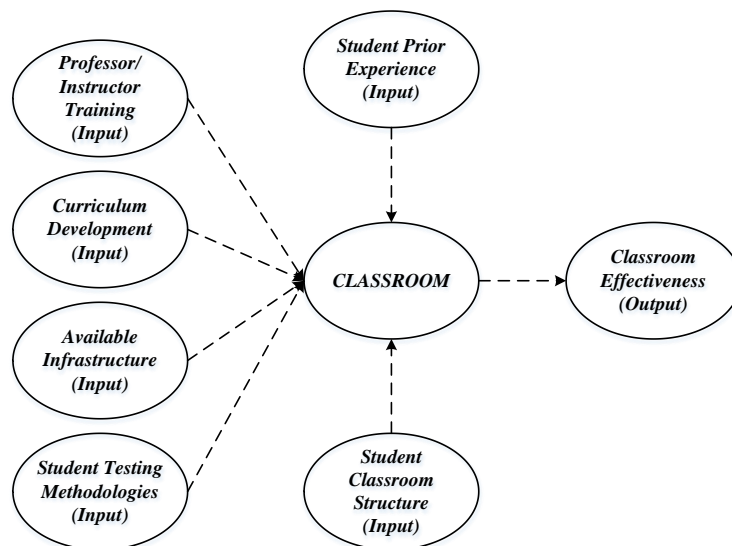 Professor/
Instructor
Training
(Input)
Student Prior
Experience
(Input)
Curriculum
Development
(Input)
CLASSROOM
Classroom
Effectiveness
(Output)
Available
Infrastructure
(Input)
Student Testing
Methodologies
(Input)
Student
Classroom
Structure
(Input)